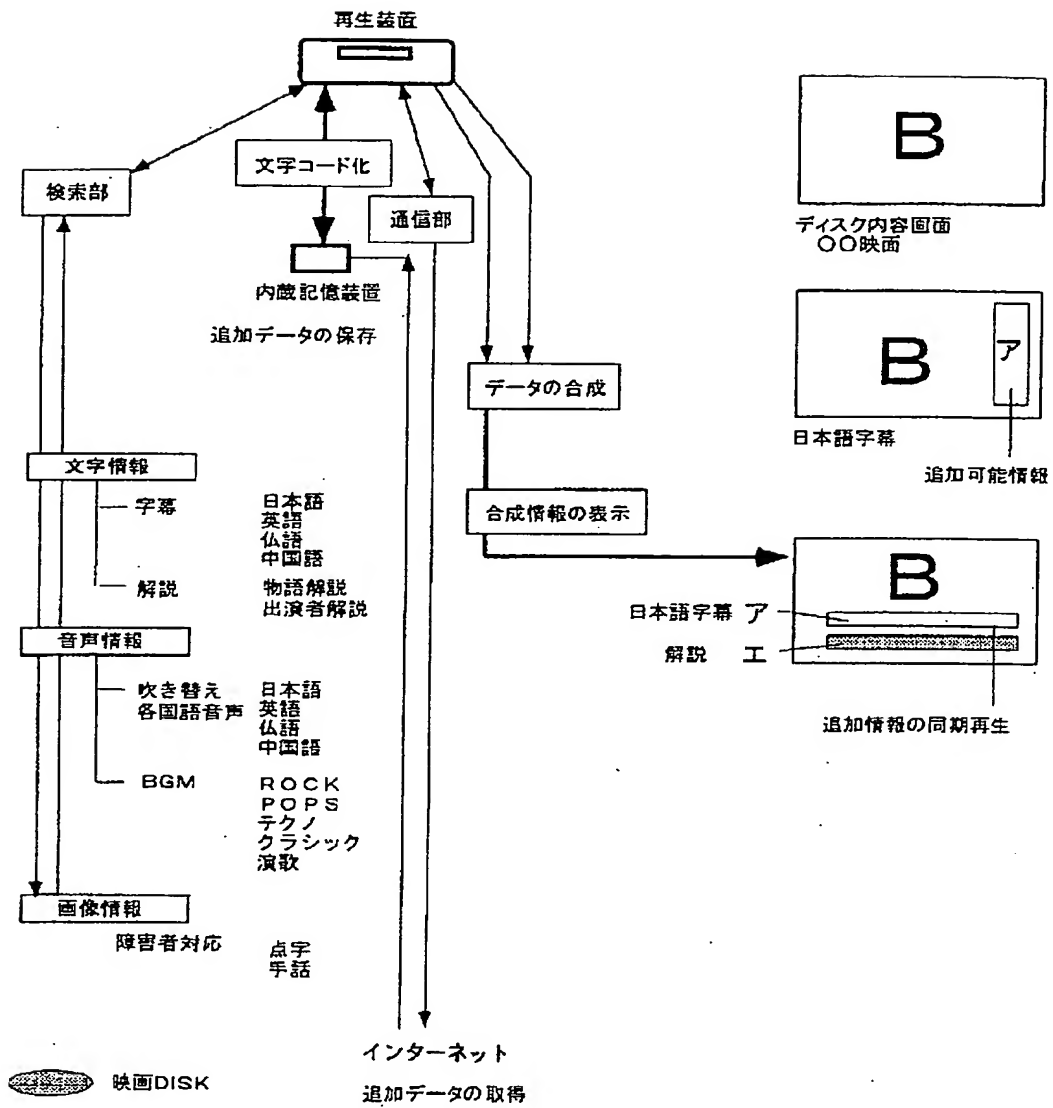 再生装置
検索部
文字コード化
通信部
内蔵記憶装置
追加データの保存
データの合成
合成情報の表示
文字情報
字幕
日本語
英語
仏語
中国語
解説
物語解説
出演者解説
音声情報
吹き替え
各国語音声
日本語
英語
仏語
中国語
BGM
ROCK
POPS
テクノ
クラシック
演歌
画像情報
障害者対応
点字
手話
インターネット
追加データの取得
映画DISK
B
ディスク内容画面
〇〇映面
B
ア
日本語字幕
追加可能情報
B
日本語字幕 ア
解説 エ
追加情報の同期再生